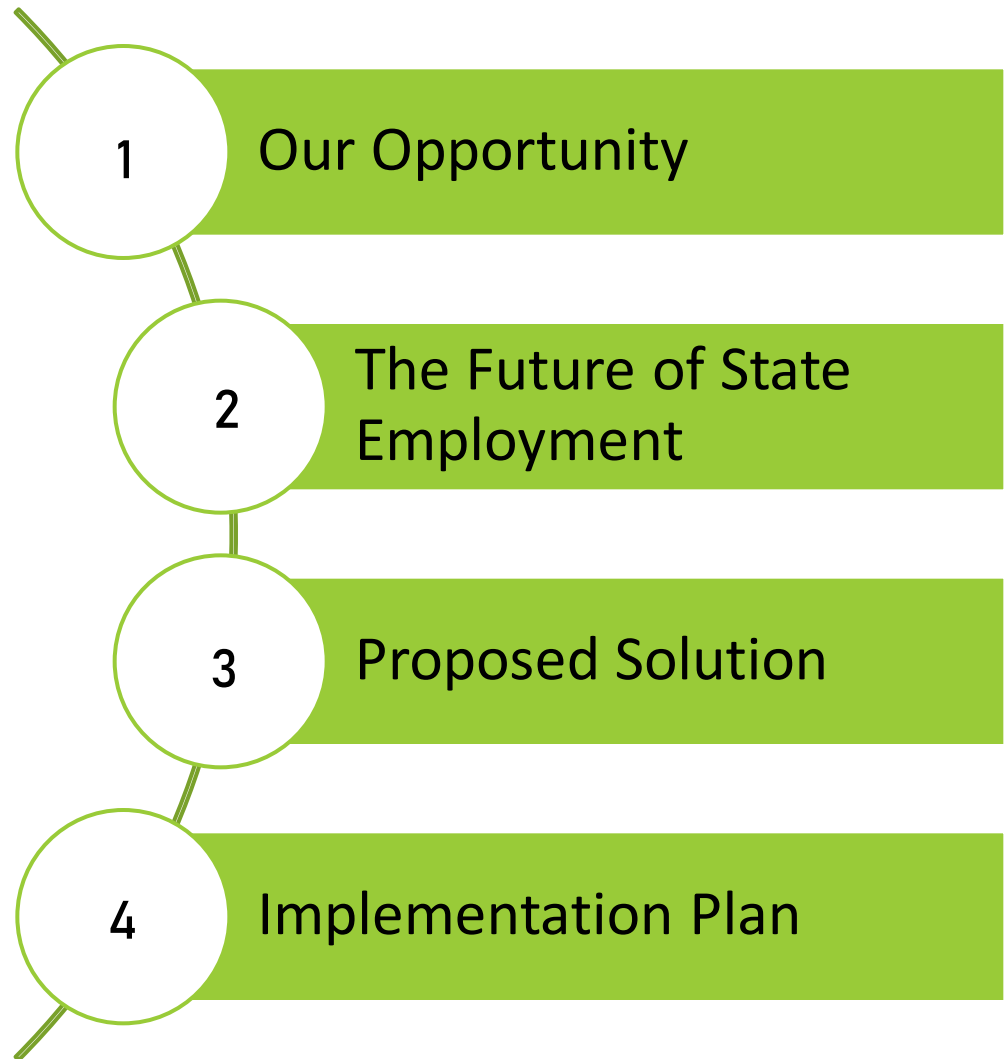 1
Our Opportunity
2
The Future of State
Employment
3
Proposed Solution
4
Implementation Plan